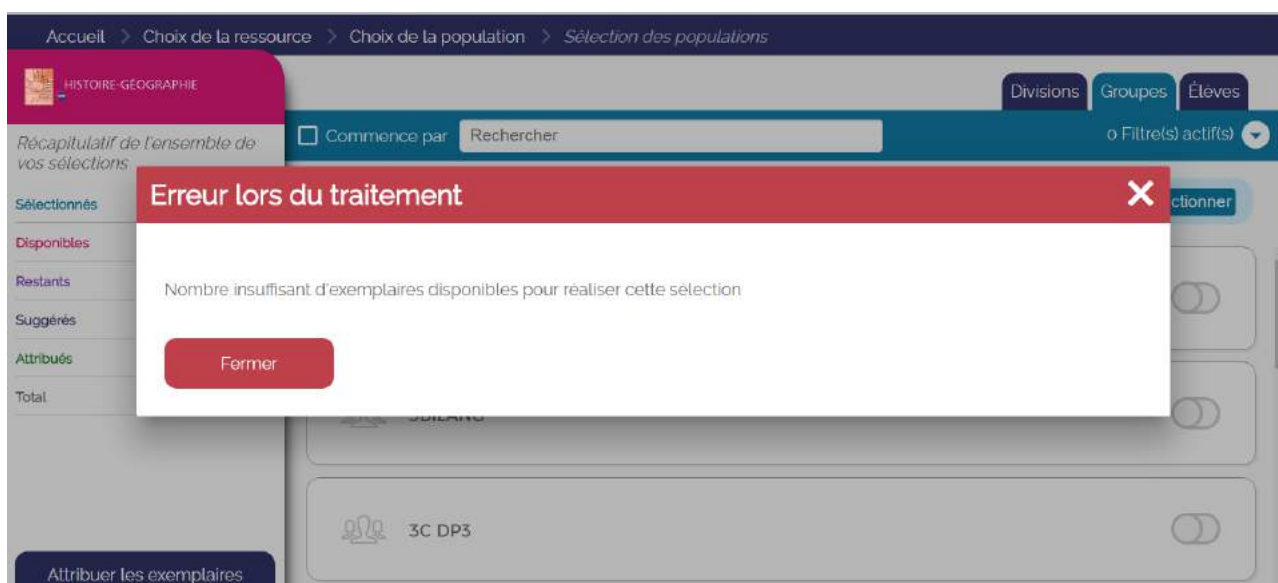 Accueil > Choix de la ressource > Choix de la population > Sélection des populations
HISTOIRE-GÉOGRAPHIE
Divisions Groupes Élèves
Récapitulatif de l'ensemble de
vos sélections
Commence par Rechercher 0 Filtre(s) actif(s)
Erreur lors du traitement
Sélectionnés
ctionner
Disponibles
Restants
Nombre insuffisant d'exemplaires disponibles pour réaliser cette sélection
Suggérés
Attribués
Fermer
Total
3BILANG
3C DP3
Attribuer les exemplaires